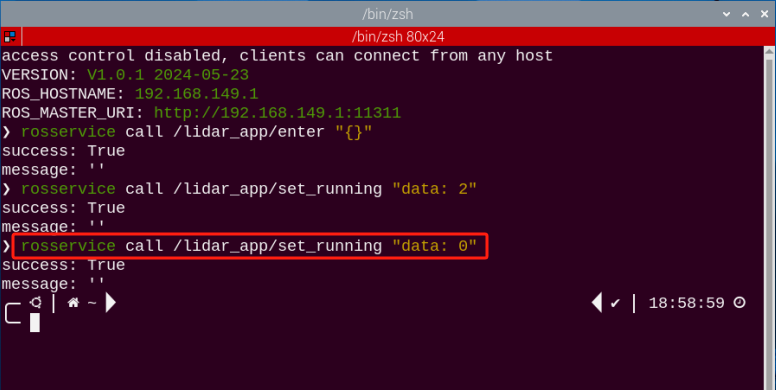 /bin/zsh
/bin/zsh 80x24
access control disabled, clients can connect from any host
VERSION: V1.0.1 2024-05-23
ROS_HOSTNAME: 192.168.149.1
ROS_MASTER_URI: http://192.168.149.1:11311
❯ rosservice call /lidar_app/enter "{}"
success: True
message: ''
❯ rosservice call /lidar_app/set_running "data: 2"
success: True
message: ''
❯ rosservice call /lidar_app/set_running "data: 0"
success: True
message: ''
~ ✔ 18:58:59